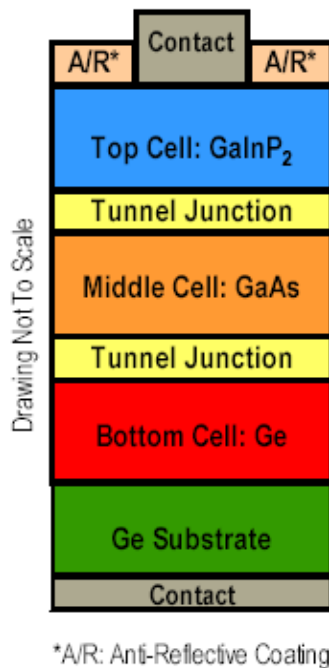 Contact
A/R* A/R*
Top Cell: GaInP₂
Tunnel Junction
Middle Cell: GaAs
Tunnel Junction
Bottom Cell: Ge
Ge Substrate
Contact
Drawing Not To Scale
*A/R: Anti-Reflective Coating